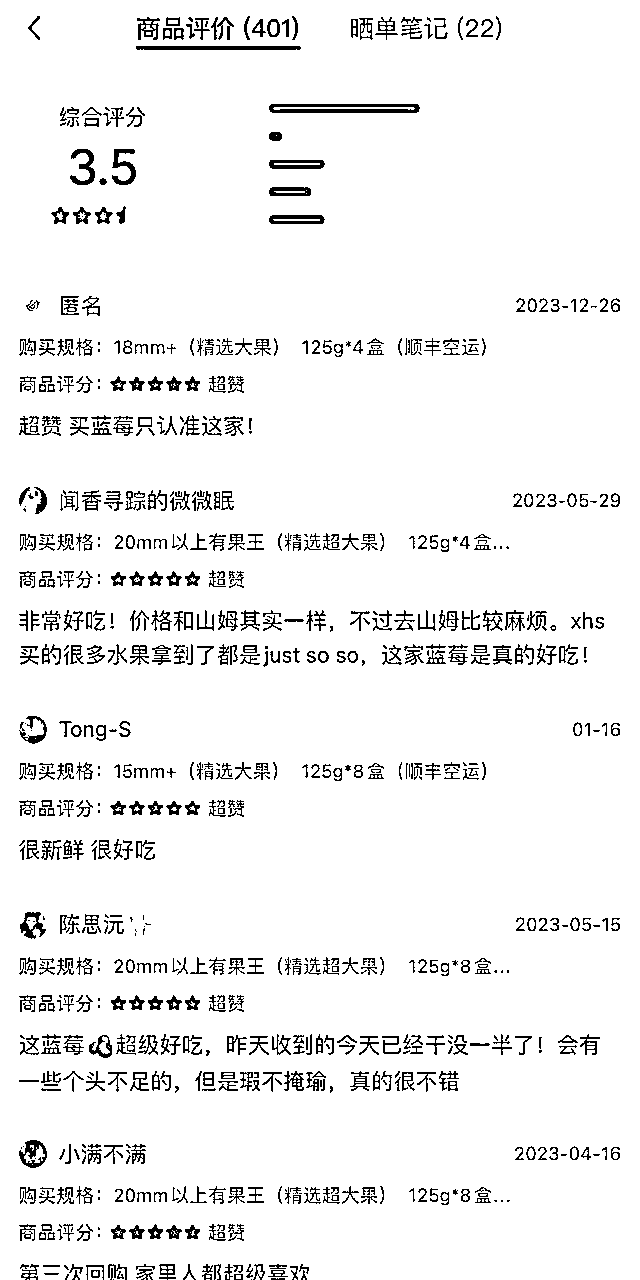 商品评价 (401) 晒单笔记 (22)
综合评分
3.5
匿名 2023-12-26
购买规格：18mm+（精选大果） 125g*4盒（顺丰空运）
商品评分：超赞
超赞 买蓝莓只认准这家！
闻香寻踪的微微眠 2023-05-29
购买规格：20mm以上有果王（精选超大果） 125g*4盒...
商品评分：超赞
非常好吃！价格和山姆其实一样，不过去山姆比较麻烦。xhs
买的很多水果拿到了都是just so so，这家蓝莓是真的好吃！
Tong-S 01-16
购买规格：15mm+（精选大果） 125g*8盒（顺丰空运）
商品评分：超赞
很新鲜 很好吃
陈思沅 2023-05-15
购买规格：20mm以上有果王（精选超大果） 125g*8盒...
商品评分：超赞
这蓝莓超级好吃，昨天收到的今天已经干没一半了！会有
一些个头不足的，但是瑕不掩瑜，真的很不错
小满不满 2023-04-16
购买规格：20mm以上有果王（精选超大果） 125g*8盒...
商品评分：超赞
第三次回购 家里人都超级喜欢